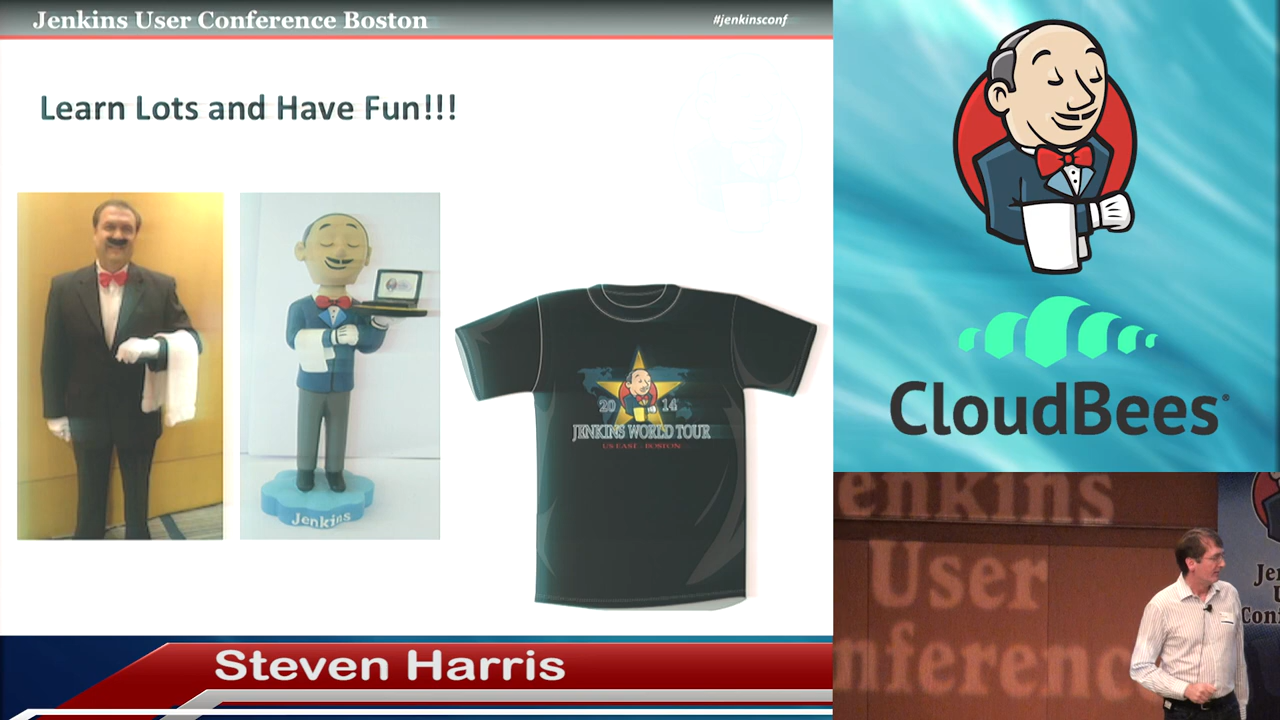 Jenkins User Conference Boston
#jenkinsconf
Learn Lots and Have Fun!!!
Jenkins
20 14
JENKINS WORLD TOUR
US EAST - BOSTON
Steven Harris
CloudBees®
Jenkins
User
Conference